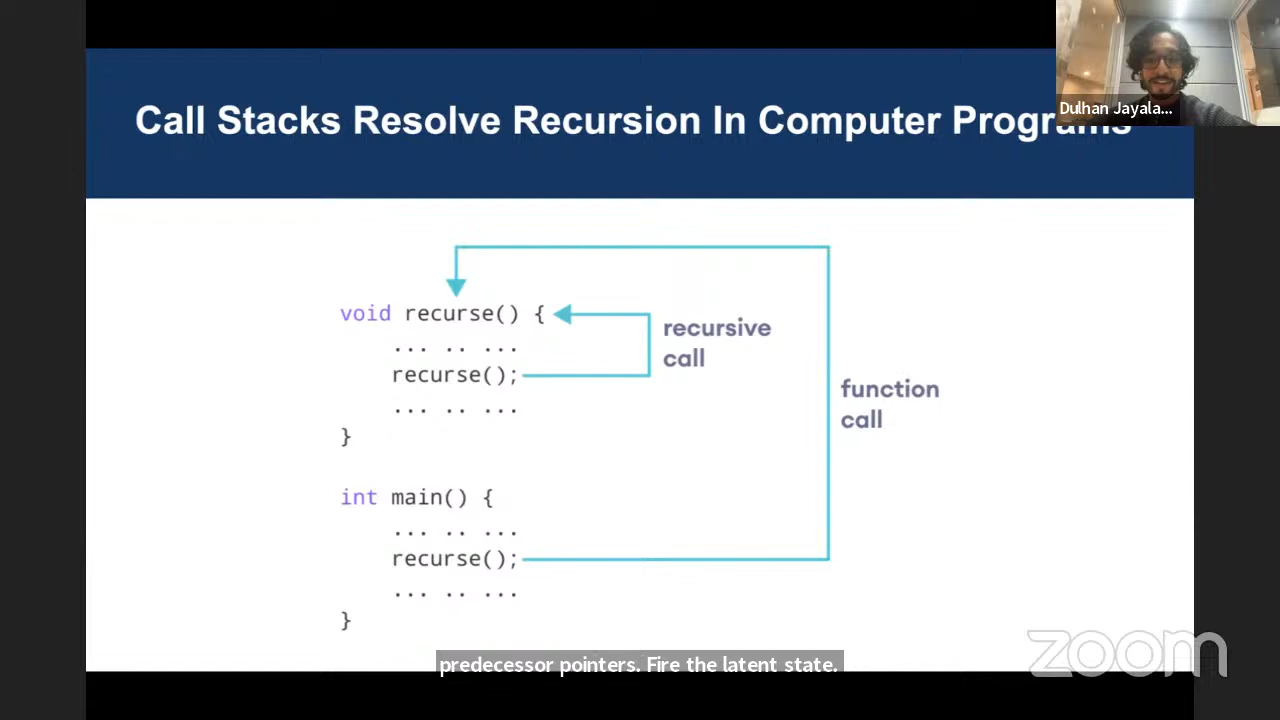 Call Stacks Resolve Recursion In Computer Programs
Dulhan Jayala...
void recurse() {
... .. ...
recurse();
... .. ...
}
recursive
call
function
call
int main() {
... .. ...
recurse();
... .. ...
}
predecessor pointers. Fire the latent state.
zoom